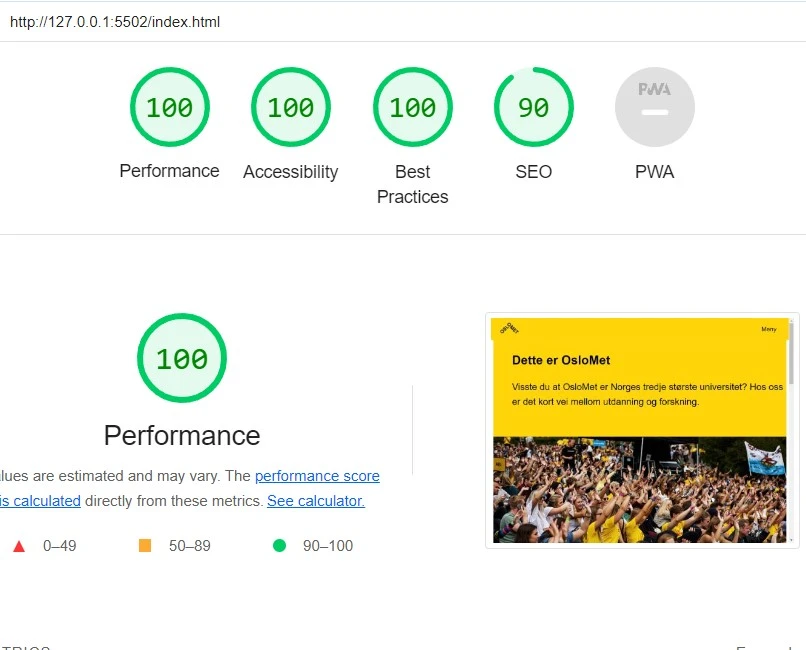 http://127.0.0.1:5502/index.html
100 100 100 90 PWA
Performance Accessibility Best Practices SEO PWA
100
Performance
OSLOMET
Meny
Dette er OsloMet
Visste du at OsloMet er Norges tredje største universitet? Hos oss
er det kort vei mellom utdanning og forskning.
alues are estimated and may vary. The performance score
is calculated directly from these metrics. See calculator.
0–49 50–89 90–100